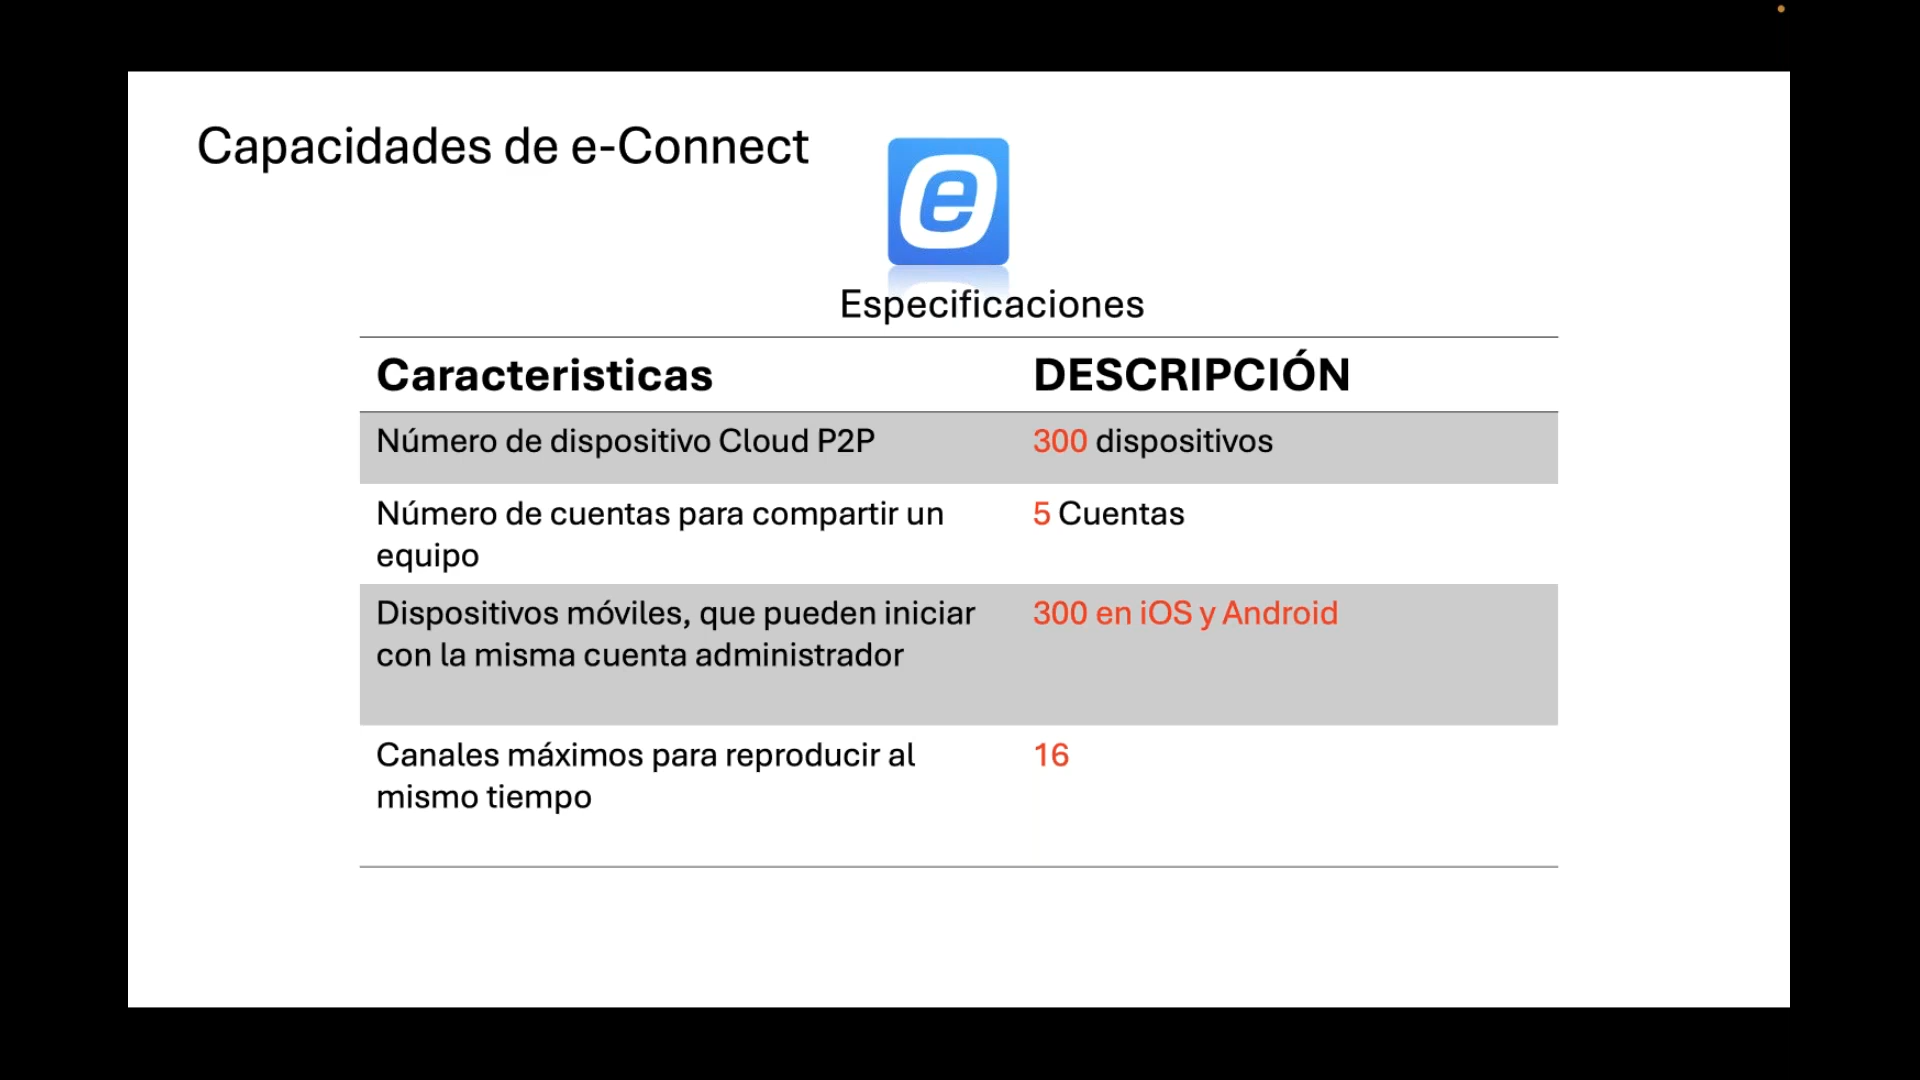 Capacidades de e-Connect
e
Especificaciones
Caracteristicas DESCRIPCIÓN
Número de dispositivo Cloud P2P 300 dispositivos
Número de cuentas para compartir un 5 Cuentas
equipo
Dispositivos móviles, que pueden iniciar 300 en iOS y Android
con la misma cuenta administrador
Canales máximos para reproducir al 16
mismo tiempo